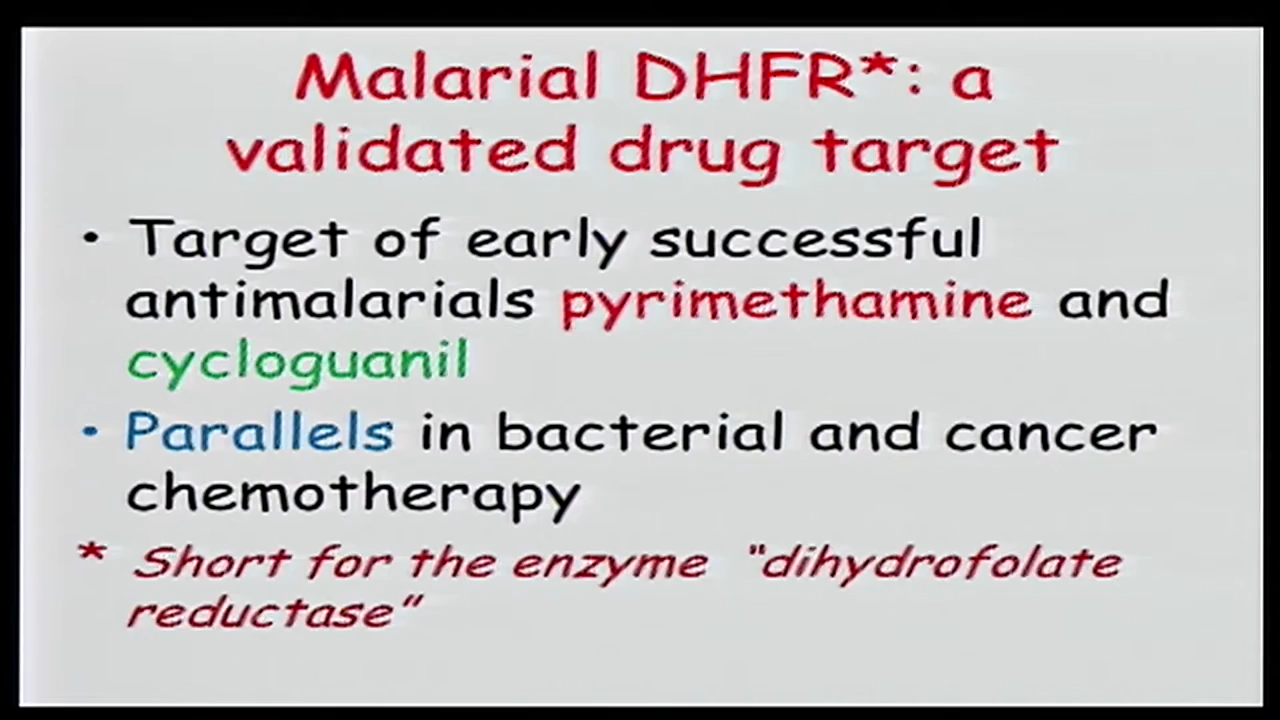 Malarial DHFR*: a
validated drug target
• Target of early successful
antimalarials pyrimethamine and
cycloguanil
• Parallels in bacterial and cancer
chemotherapy
* Short for the enzyme "dihydrofolate
reductase"